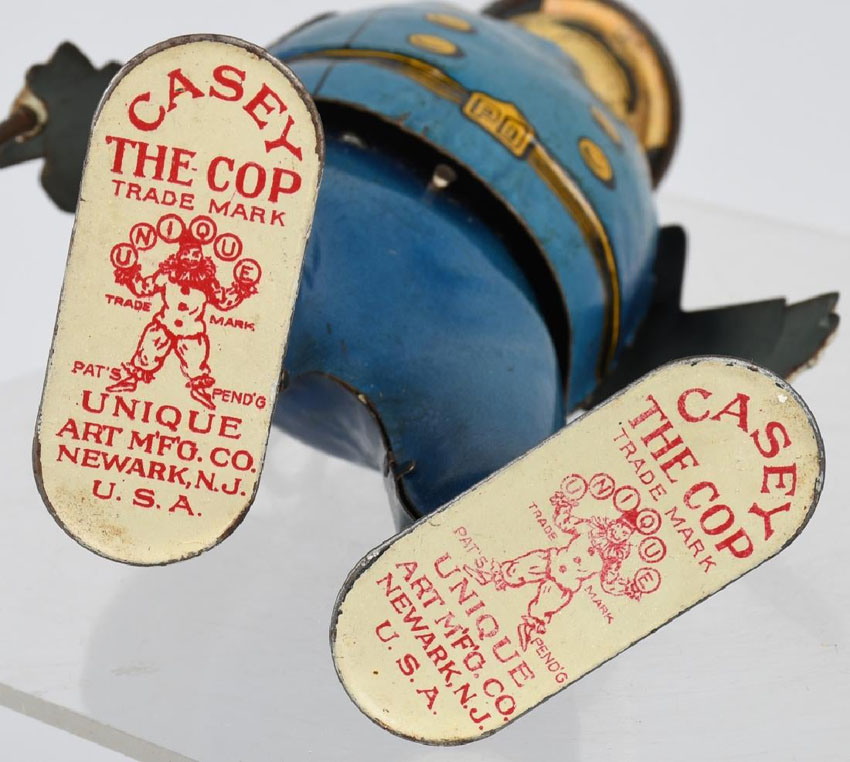 CASEY
THE COP
TRADE MARK
UNIQUE
TRADE MARK
PAT'S PEND'G
UNIQUE
ART M'F'G. CO.
NEWARK, N.J.
U. S. A.
PD
CASEY
THE COP
TRADE MARK
UNIQUE
TRADE MARK
PAT'S PEND'G
UNIQUE
ART M'F'G. CO.
NEWARK, N.J.
U. S. A.